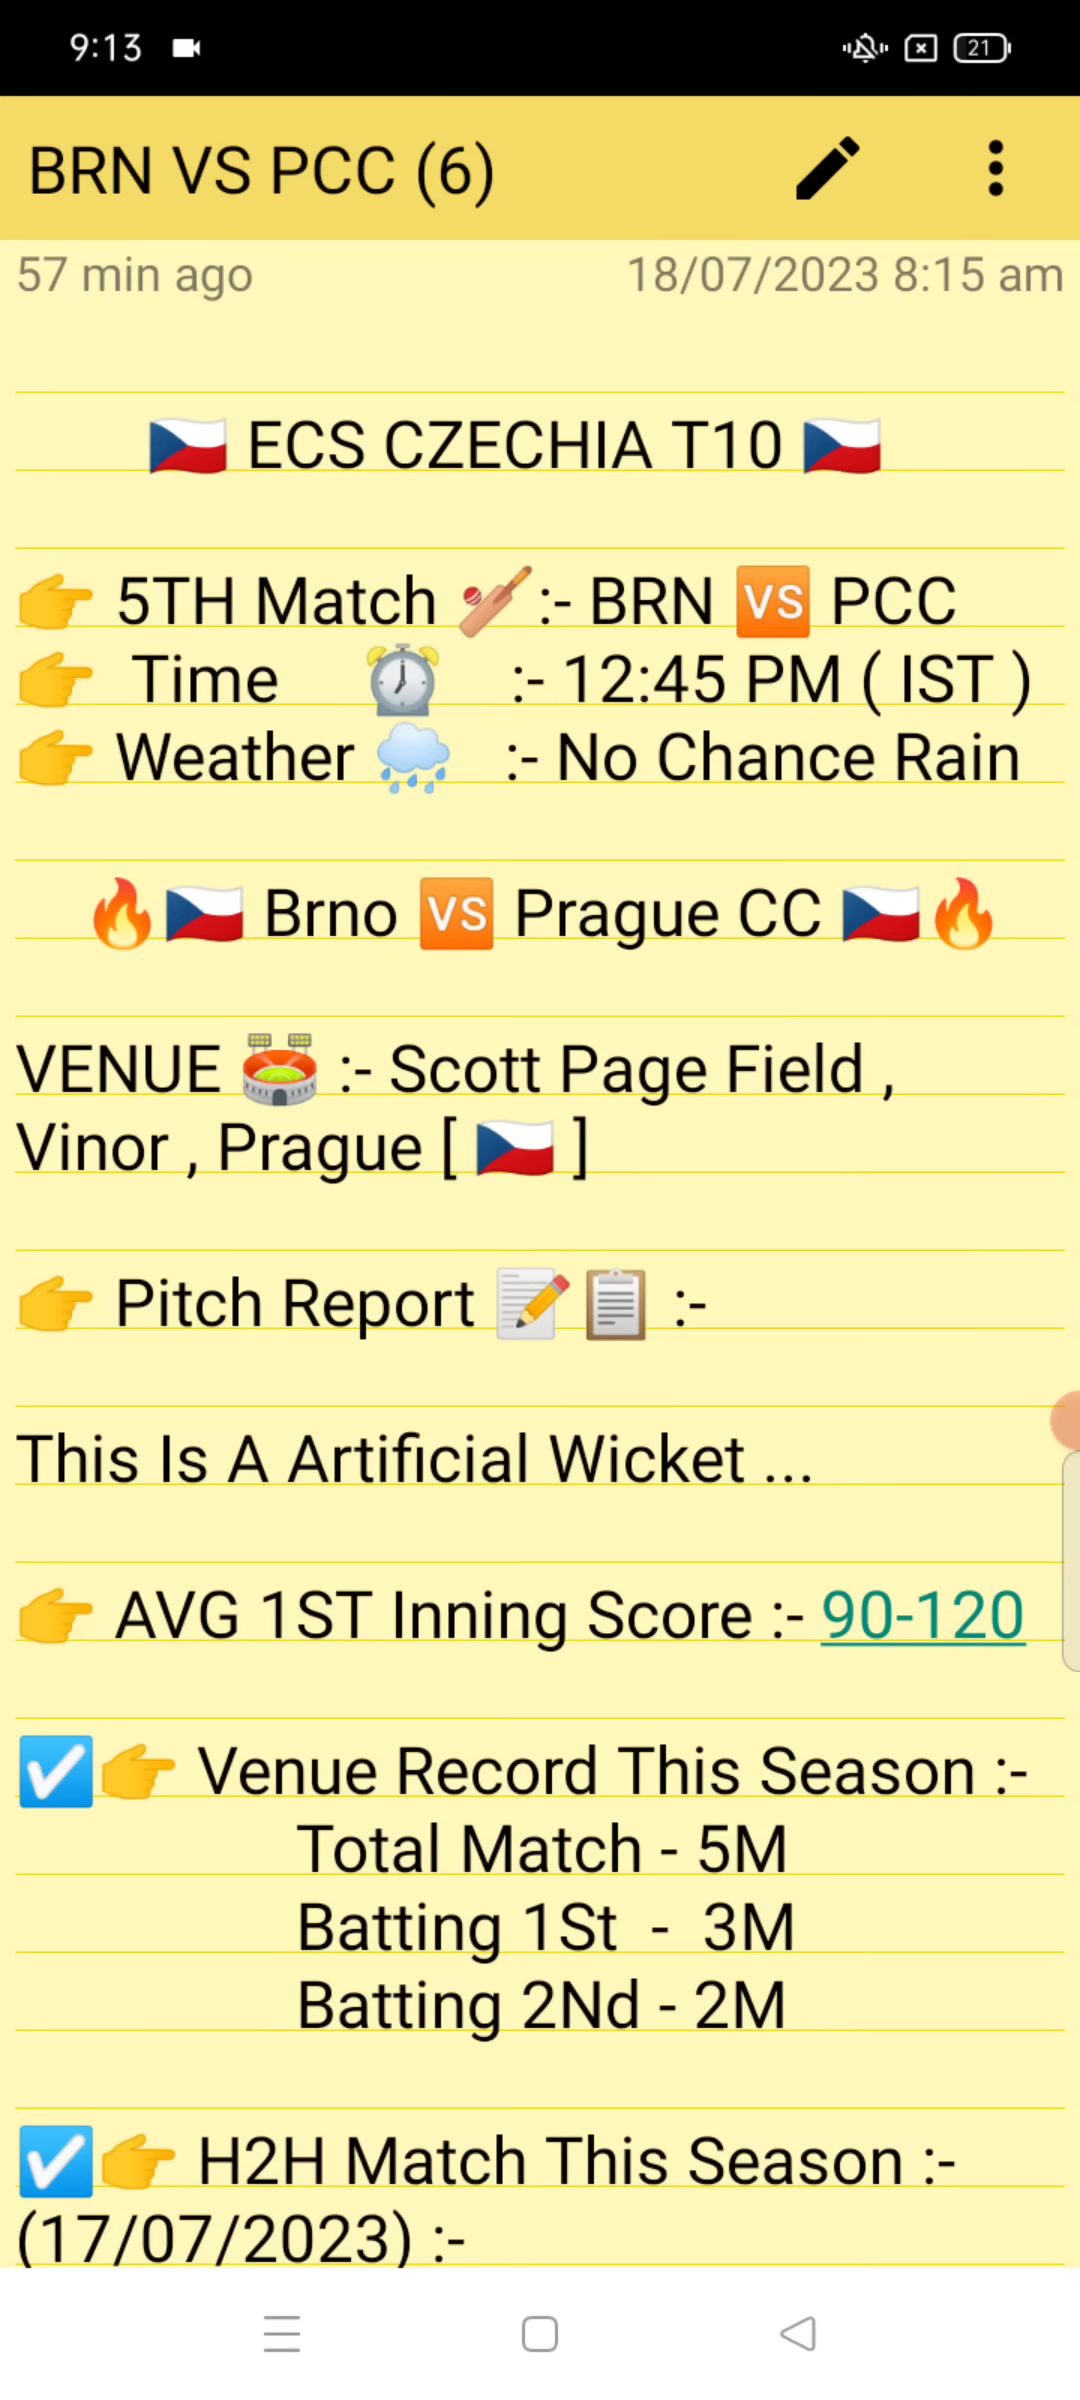 9:13
21
BRN VS PCC (6)
57 min ago 18/07/2023 8:15 am
🇨🇿 ECS CZECHIA T10 🇨🇿
👉 5TH Match 🏏:- BRN 🆚 PCC
👉 Time ⏰ :- 12:45 PM ( IST )
👉 Weather 🌧️ :- No Chance Rain
🔥🇨🇿 Brno 🆚 Prague CC 🇨🇿🔥
VENUE 🏟️ :- Scott Page Field ,
Vinor , Prague [ 🇨🇿 ]
👉 Pitch Report 📝📋 :-
This Is A Artificial Wicket ...
👉 AVG 1ST Inning Score :- 90-120
☑️👉 Venue Record This Season :-
Total Match - 5M
Batting 1St - 3M
Batting 2Nd - 2M
☑️👉 H2H Match This Season :-
(17/07/2023) :-